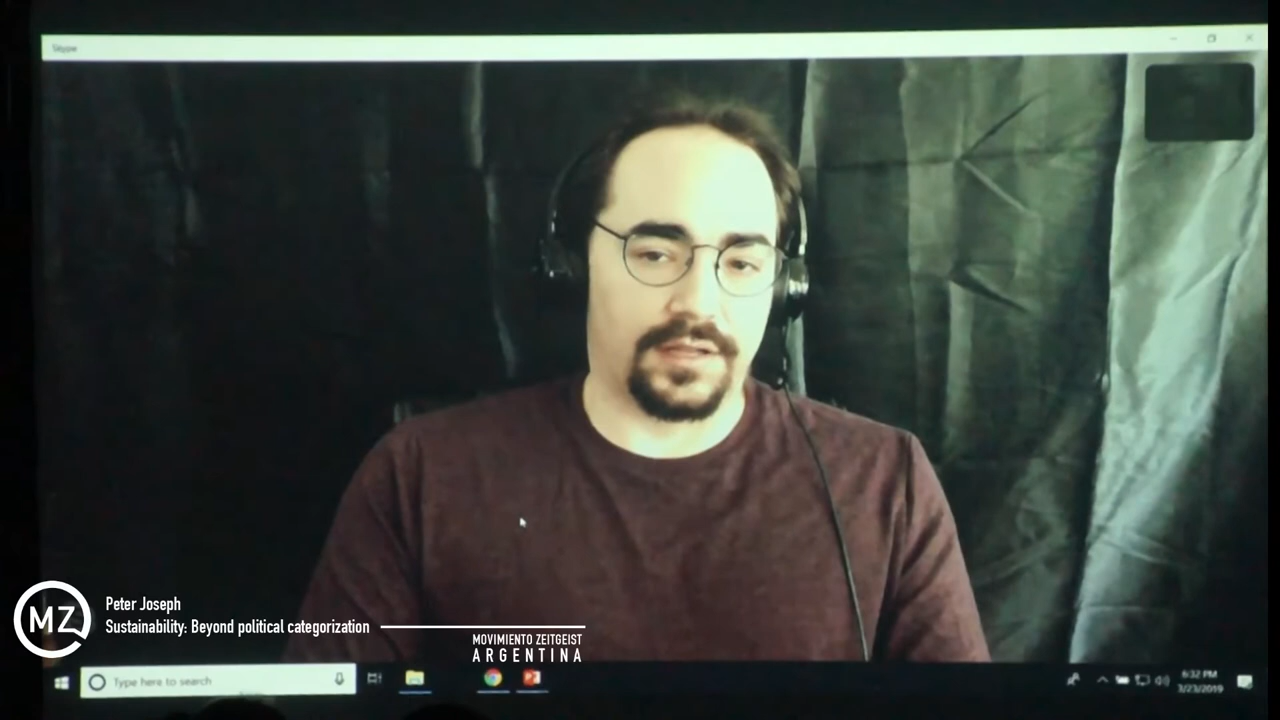 Skype
MZ
Peter Joseph
Sustainability: Beyond political categorization
MOVIMIENTO ZEITGEIST
ARGENTINA
Type here to search
6:32 PM
3/23/2019